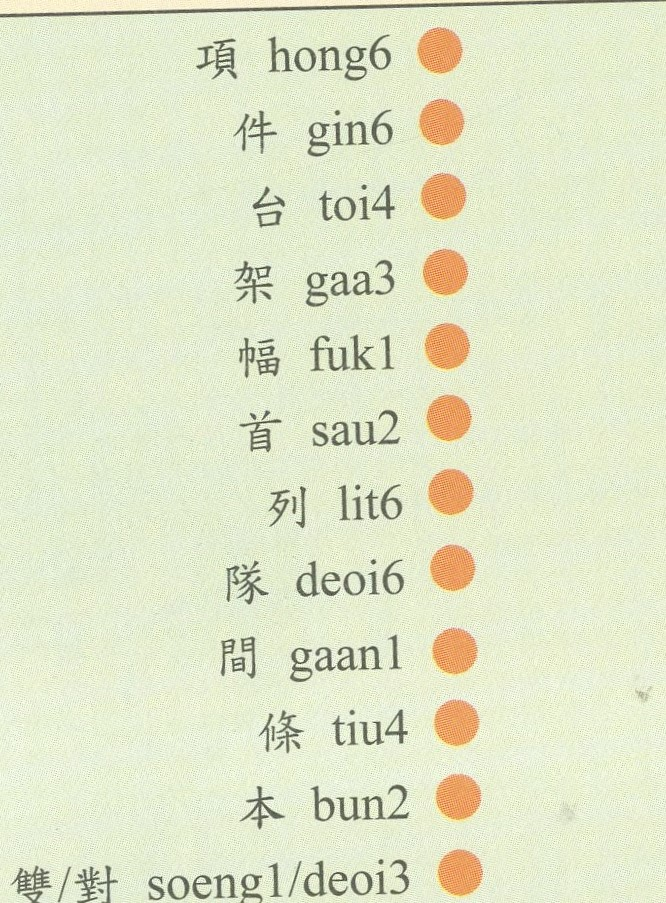 項 hong6
件 gin6
台 toi4
架 gaa3
幅 fuk1
首 sau2
列 lit6
隊 deoi6
間 gaan1
條 tiu4
本 bun2
雙/對 soeng1/deoi3